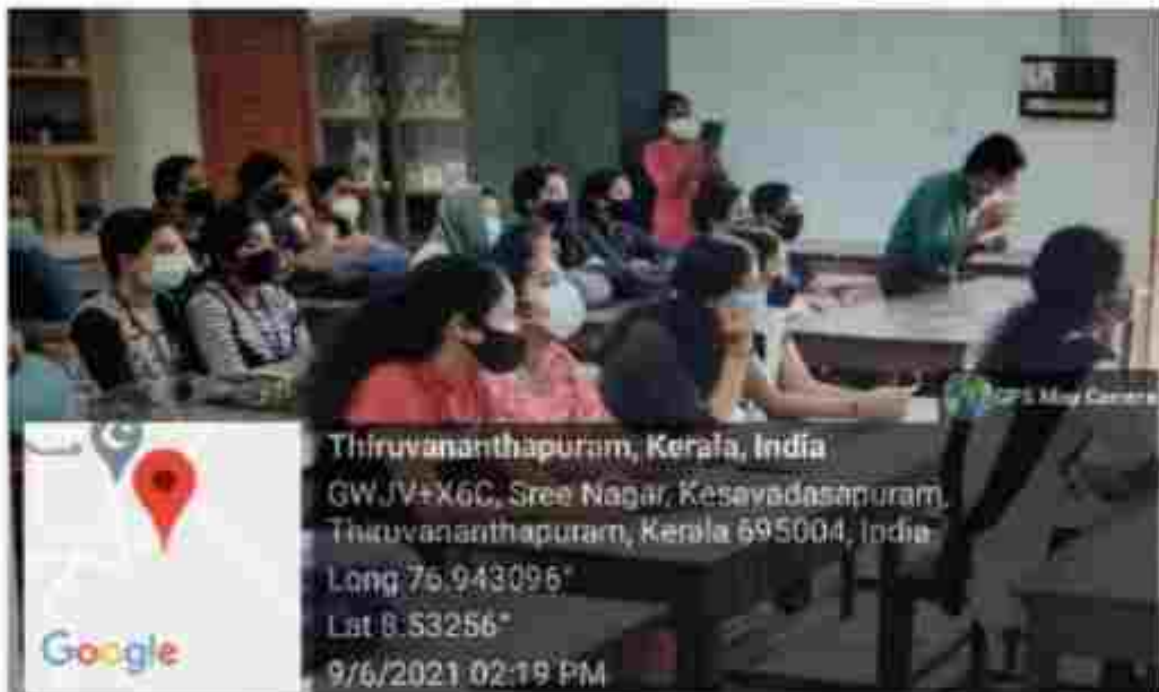 GPS Map Camera
Thiruvananthapuram, Kerala, India
GWJV+X6C, Sree Nagar, Kesavadasapuram,
Thiruvananthapuram, Kerala 695004, India
Long 76.943096°
Lat 8.53256°
9/6/2021 02:19 PM
Google